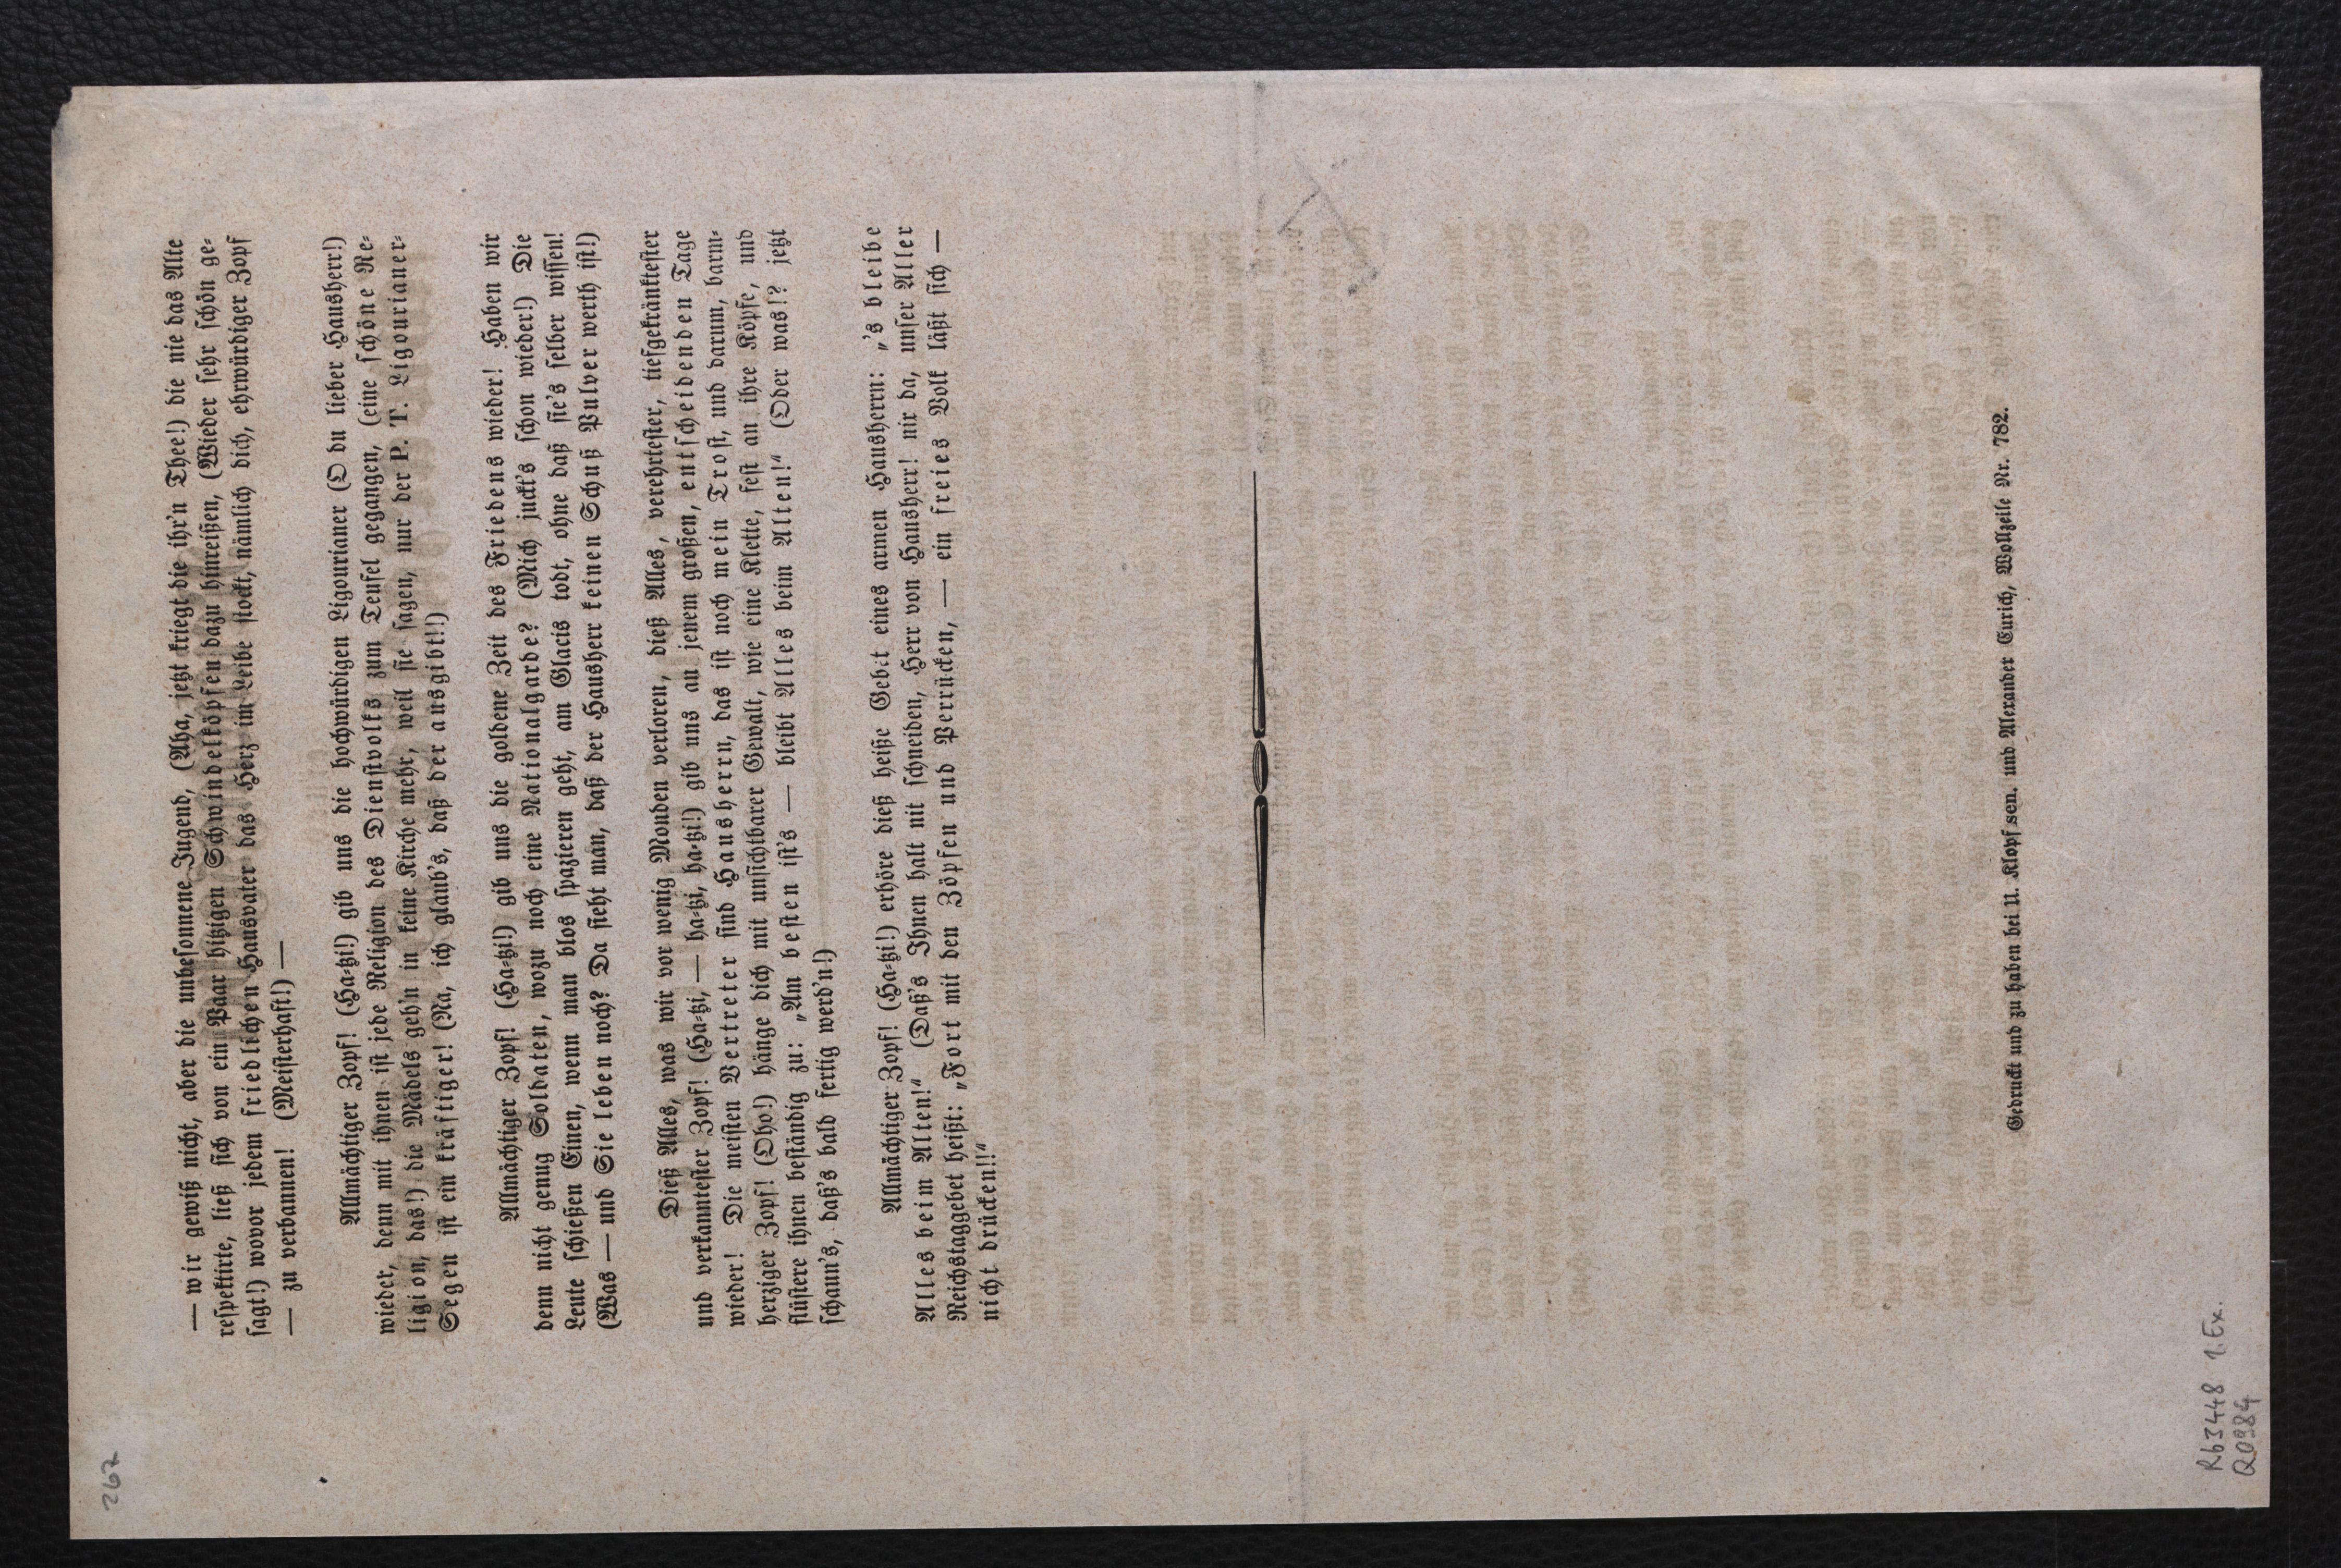 — wir gewiß nicht, aber die unbesonnene Jugend, (Aha, jetzt kriegt die ihr'n Thee!) die nie das Alte
respektirte, ließ sich von ein Paar hitzigen Schwindelköpfen dazu hinreißen, (Wieder sehr schön ge-
sagt!) wovor jedem friedlichen Hausvater das Herz im Leibe stockt, nämlich dich, ehrwürdiger Zopf
— zu verbannen! (Meisterhaft!) —
Allmächtiger Zopf! (Ha-tzi!) gib uns die hochwürdigen Ligourianer (O du lieber Hausherr!)
wieder, denn mit ihnen ist jede Religion des Dienstvolks zum Teufel gegangen, (eine schöne Re-
ligion, das!) die Mädels geh'n in keine Kirche mehr, weil sie sagen, nur der P. T. Ligourianer-
Segen ist ein kräftiger! (Na, ich glaub's, daß der ausgibt!)
Allmächtiger Zopf! (Ha-tzi!) gib uns die goldene Zeit des Friedens wieder! Haben wir
denn nicht genug Soldaten, wozu noch eine Nationalgarde? (Mich juckt's schon wieder!) Die
Leute schießen Einen, wenn man blos spazieren geht, am Glacis todt, ohne daß sie's selber wissen!
(Was — und Sie leben noch? Da sieht man, daß der Hausherr keinen Schuß Pulver werth ist!)
Dieß Alles, was wir vor wenig Monden verloren, dieß Alles, verehrtester, tiefgekränktester
und verkanntester Zopf! (Ha-tzi, — ha-tzi, ha-tzi!) gib uns an jenem großen, entscheidenden Tage
wieder! Die meisten Vertreter sind Hausherrn, das ist noch mein Trost, und darum, barm-
herziger Zopf! (Oho!) hänge dich mit unsichtbarer Gewalt, wie eine Klette, fest an ihre Köpfe, und
flüstere ihnen beständig zu: „Am besten ist's — bleibt Alles beim Alten!“ (Oder was!? jetzt
schaun's, daß's bald fertig werd'n!)
Allmächtiger Zopf! (Ha-tzi!) erhöre dieß heiße Gebet eines armen Hausherrn: „'s bleibe
Alles beim Alten!“ (Daß's Ihnen halt nit schneiden, Herr von Hausherr! nix da, unser Aller
Reichstaggebet heißt: „Fort mit den Zöpfen und Perrücken, — ein freies Volk läßt sich —
nicht drücken!!“
Gedruckt und zu haben bei U. Klopf sen. und Alexander Eurich, Wollzeile Nr. 782.
267
Rb3448 1.Ex.
Q0984